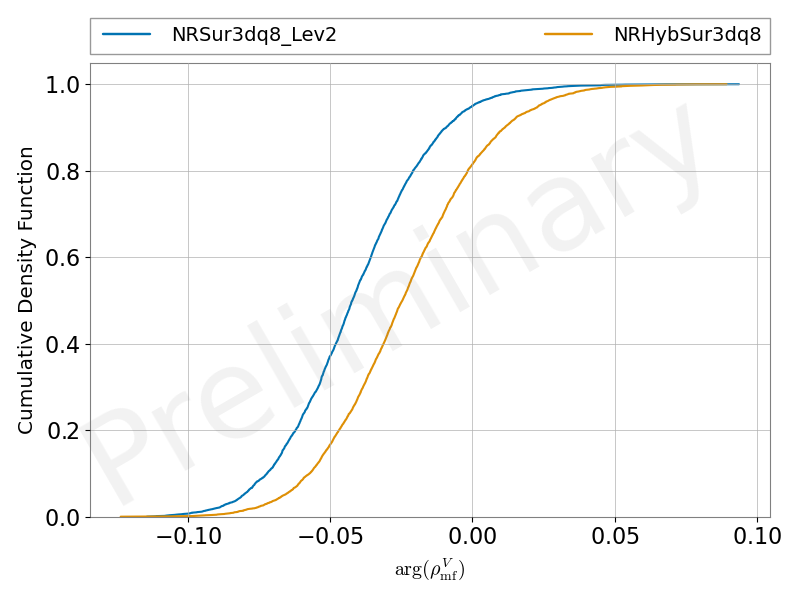 NRSur3dq8_Lev2 NRHybSur3dq8
1.0
0.8
0.6
0.4
0.2
0.0
Cumulative Density Function
Preliminary
−0.10 −0.05 0.00 0.05 0.10
arg(ρ^V_mf)